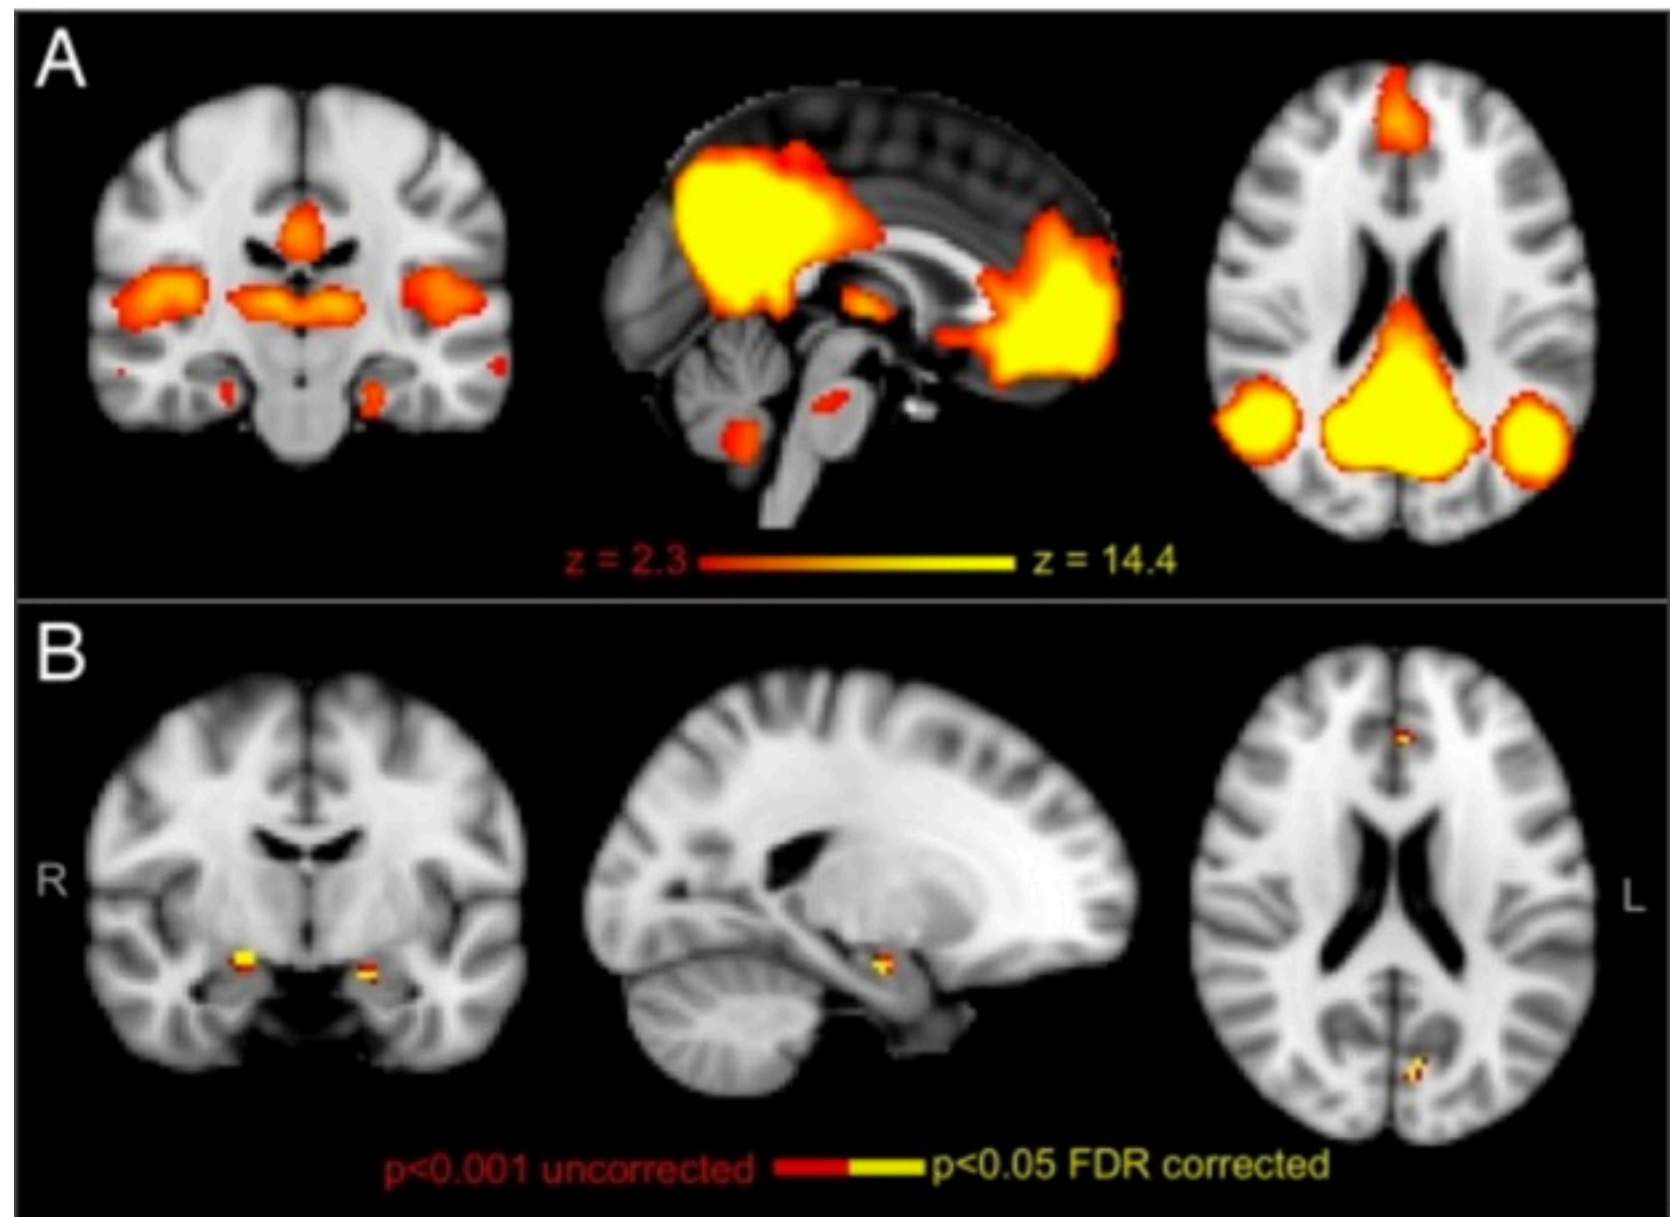 A
z = 2.3 z = 14.4
B
R L
p<0.001 uncorrected p<0.05 FDR corrected